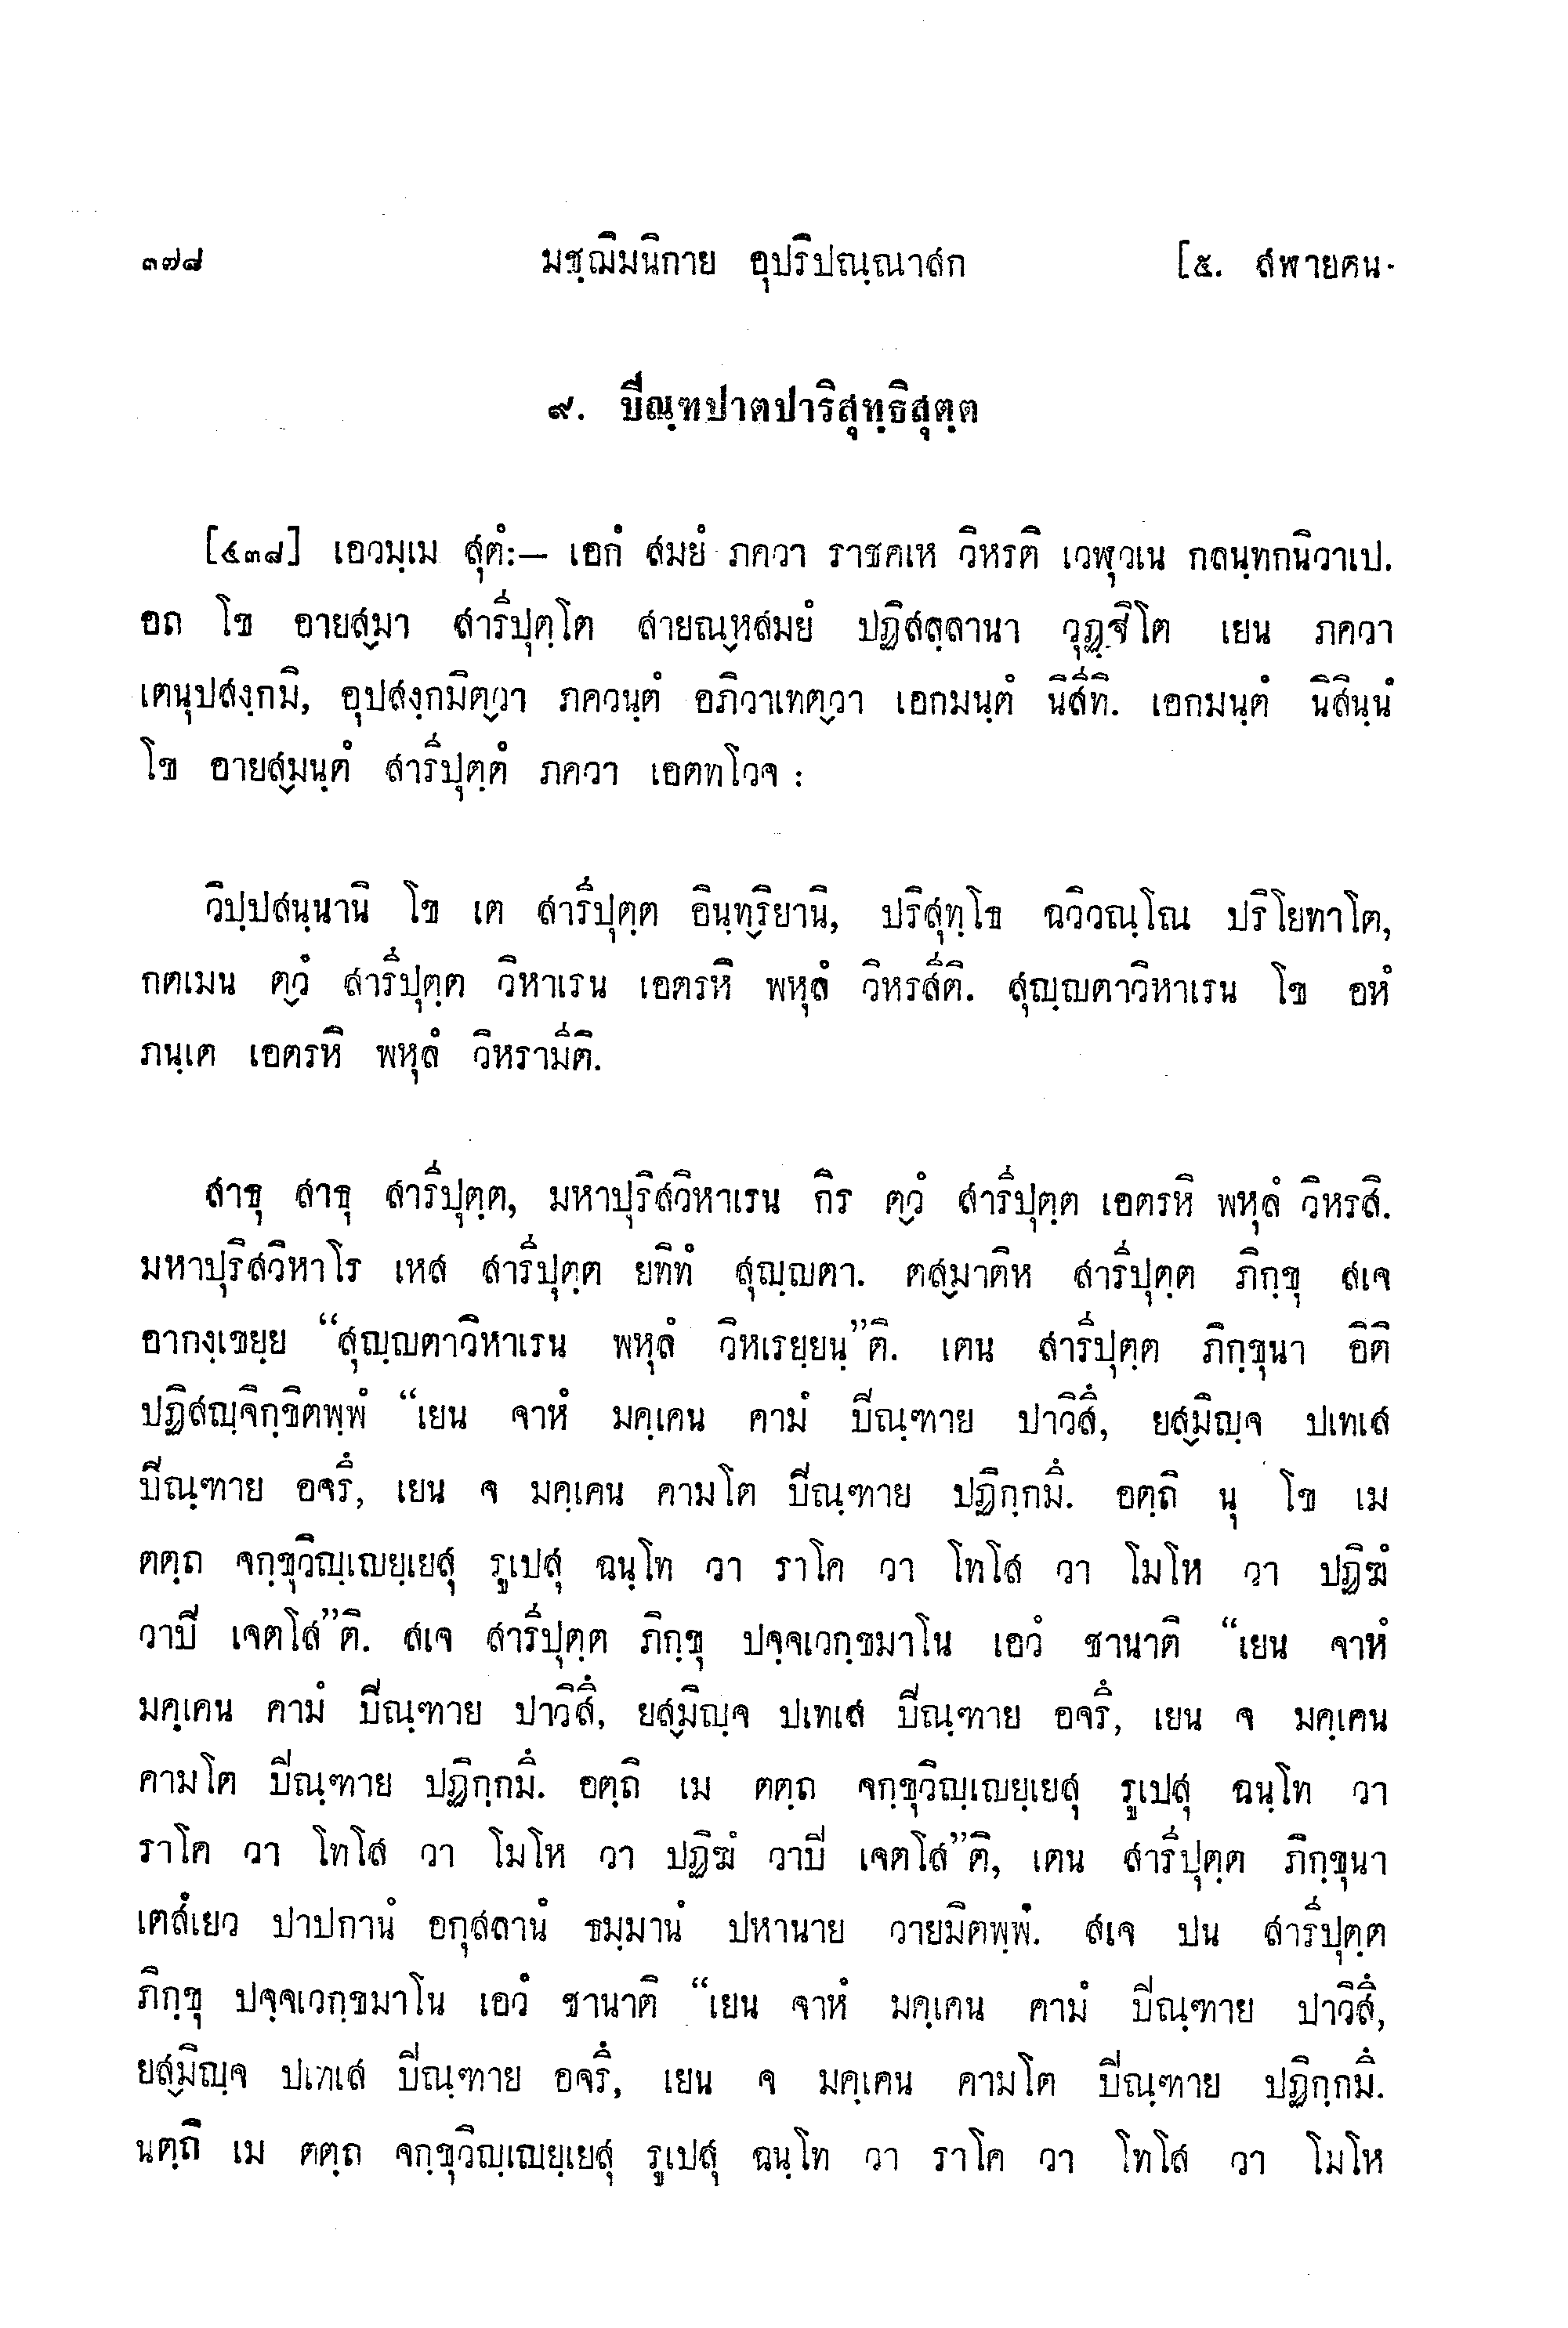 ๓๗๘ มชฺฌิมนิกาย อุปริปณฺณาสก [๕. สฬายตน-
๙. ปิณฺฑปาตปาริสุทฺธิสุตฺต
[๔๓๘] เอวมฺเม สุตํ:– เอกํ สมยํ ภควา ราชคเห วิหรติ เวฬุวเน กลนฺทกนิวาเป.
อถ โข อายสฺมา สารีปุตฺโต สายณฺหสมยํ ปฏิสลฺลานา วุฏฺฐิโต เยน ภควา
เตนุปสงฺกมิ, อุปสงฺกมิตฺวา ภควนฺตํ อภิวาเทตฺวา เอกมนฺตํ นิสีทิ. เอกมนฺตํ นิสินฺนํ
โข อายสฺมนฺตํ สารีปุตฺตํ ภควา เอตทโวจ :
วิปฺปสนฺนานิ โข เต สารีปุตฺต อินฺทฺริยานิ, ปริสุทฺโธ ฉวิวณฺโณ ปริโยทาโต,
กตเมน ตฺวํ สารีปุตฺต วิหาเรน เอตรหิ พหุลํ วิหรสีติ. สุญฺญตาวิหาเรน โข อหํ
ภนฺเต เอตรหิ พหุลํ วิหรามีติ.
สาธุ สาธุ สารีปุตฺต, มหาปุริสวิหาเรน กิร ตฺวํ สารีปุตฺต เอตรหิ พหุลํ วิหรสิ.
มหาปุริสวิหาโร เหส สารีปุตฺต ยทิทํ สุญฺญตา. ตสฺมาติห สารีปุตฺต ภิกฺขุ สเจ
อากงฺเขยฺย “สุญฺญตาวิหาเรน พหุลํ วิหเรยฺยนฺ”ติ. เตน สารีปุตฺต ภิกฺขุนา อิติ
ปฏิสญฺจิกฺขิตพฺพํ “เยน จาหํ มคฺเคน คามํ ปิณฺฑาย ปาวิสึ, ยสฺมิญฺจ ปเทเส
ปิณฺฑาย อจรึ, เยน จ มคฺเคน คามโต ปิณฺฑาย ปฏิกฺกมึ. อตฺถิ นุ โข เม
ตตฺถ จกฺขุวิญฺเญยฺเยสุ รูเปสุ ฉนฺโท วา ราโค วา โทโส วา โมโห วา ปฏิฆํ
วาปิ เจตโส”ติ. สเจ สารีปุตฺต ภิกฺขุ ปจฺจเวกฺขมาโน เอวํ ชานาติ “เยน จาหํ
มคฺเคน คามํ ปิณฺฑาย ปาวิสึ, ยสฺมิญฺจ ปเทเส ปิณฺฑาย อจรึ, เยน จ มคฺเคน
คามโต ปิณฺฑาย ปฏิกฺกมึ. อตฺถิ เม ตตฺถ จกฺขุวิญฺเญยฺเยสุ รูเปสุ ฉนฺโท วา
ราโค วา โทโส วา โมโห วา ปฏิฆํ วาปิ เจตโส”ติ, เตน สารีปุตฺต ภิกฺขุนา
เตสํเยว ปาปกานํ อกุสลานํ ธมฺมานํ ปหานาย วายมิตพฺพํ. สเจ ปน สารีปุตฺต
ภิกฺขุ ปจฺจเวกฺขมาโน เอวํ ชานาติ “เยน จาหํ มคฺเคน คามํ ปิณฺฑาย ปาวิสึ,
ยสฺมิญฺจ ปเทเส ปิณฺฑาย อจรึ, เยน จ มคฺเคน คามโต ปิณฺฑาย ปฏิกฺกมึ.
นตฺถิ เม ตตฺถ จกฺขุวิญฺเญยฺเยสุ รูเปสุ ฉนฺโท วา ราโค วา โทโส วา โมโห